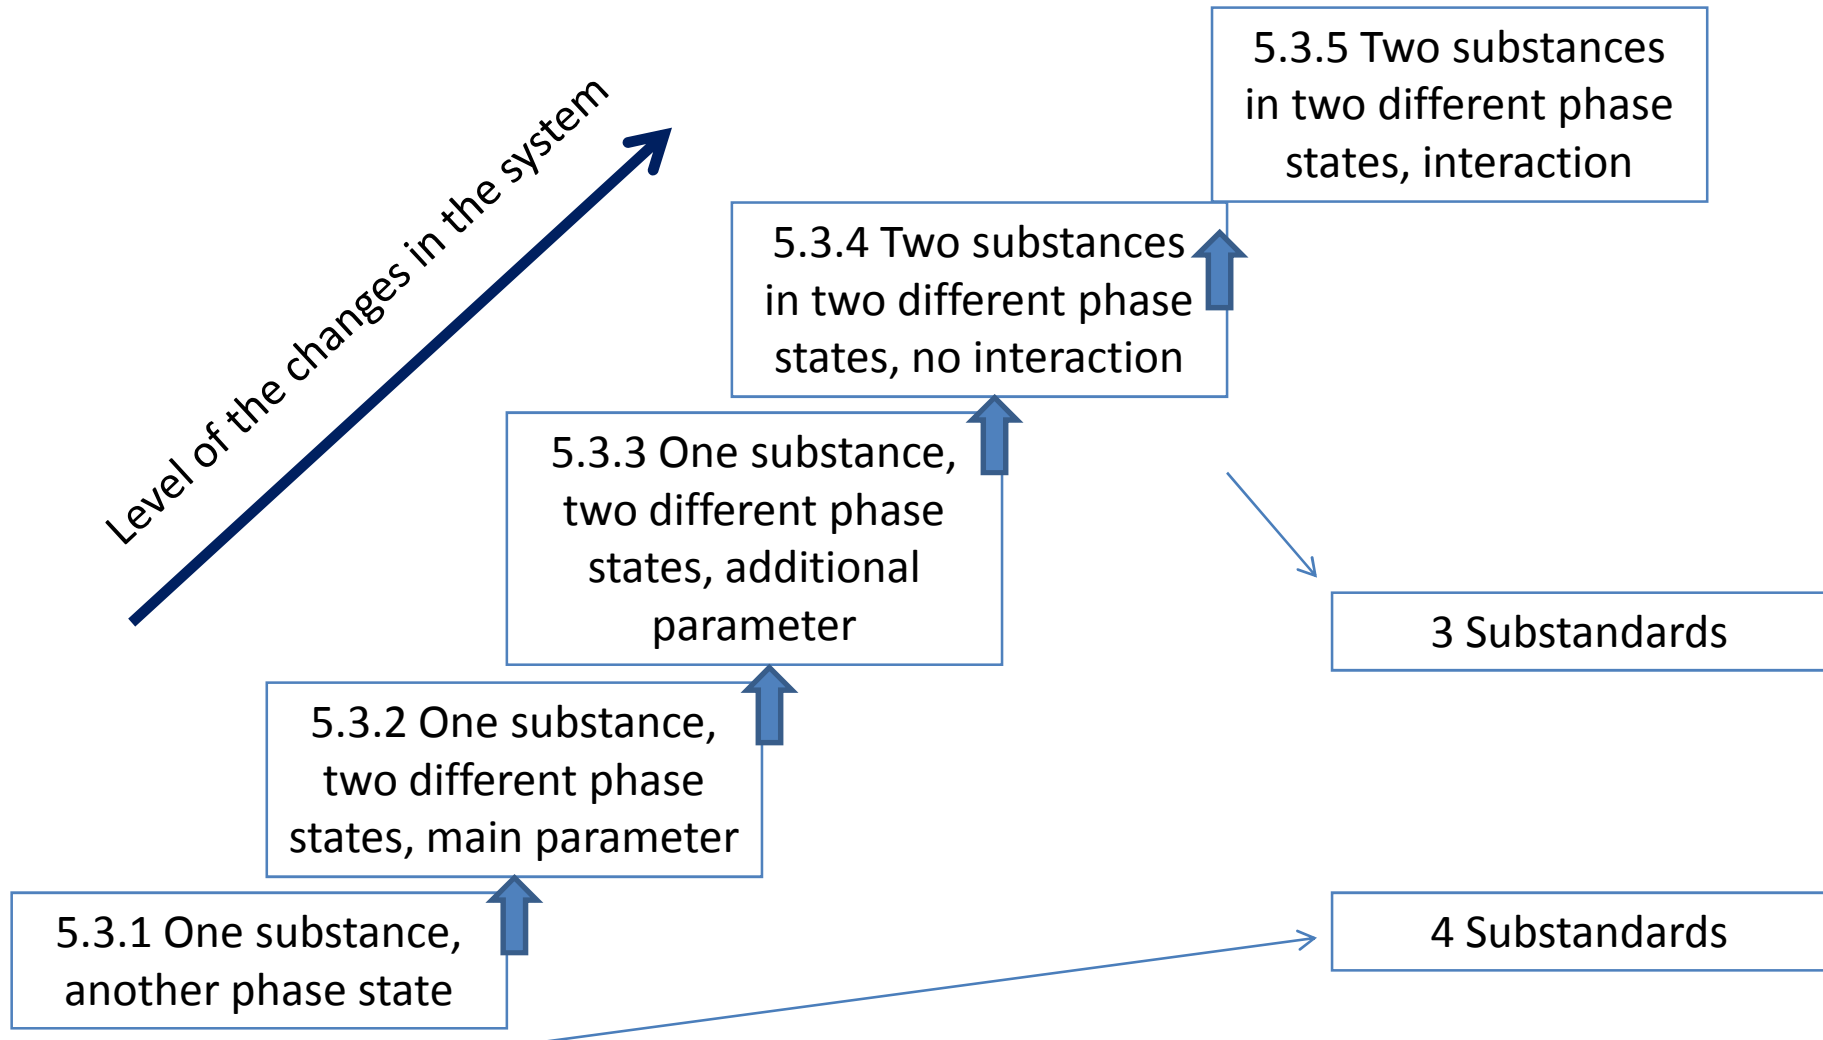 5.3.5 Two substances
in two different phase
states, interaction
Level of the changes in the system
5.3.4 Two substances
in two different phase
states, no interaction
5.3.3 One substance,
two different phase
states, additional
parameter
3 Substandards
5.3.2 One substance,
two different phase
states, main parameter
5.3.1 One substance,
another phase state
4 Substandards